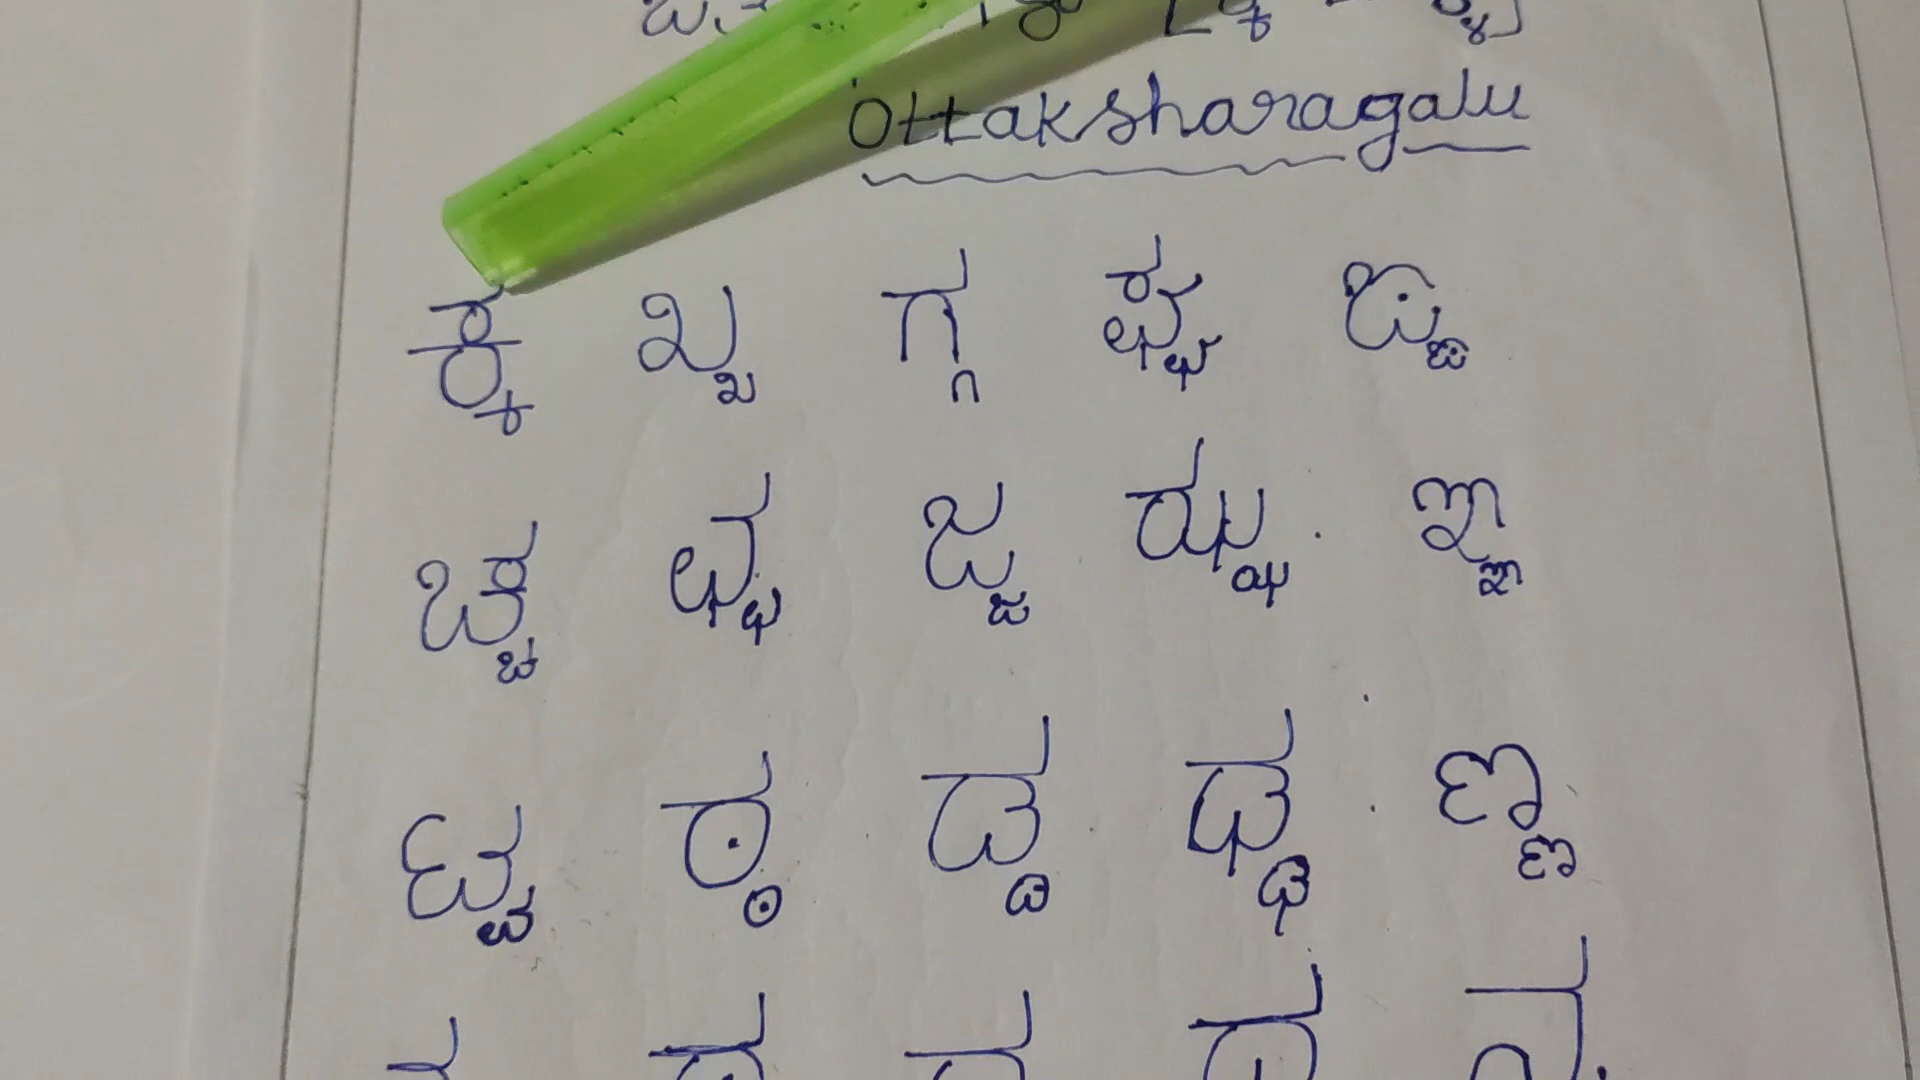 Ottaksharagalu
ಕ್ಕ ಖ್ಖ ಗ್ಗ ಘ್ಘ ಙ್ಙ
ಚ್ಚ ಛ್ಛ ಜ್ಜ ಝ್ಝ ಞ್ಞ
ಟ್ಟ ಠ್ಠ ಡ್ಡ ಢ್ಢ ಣ್ಣ